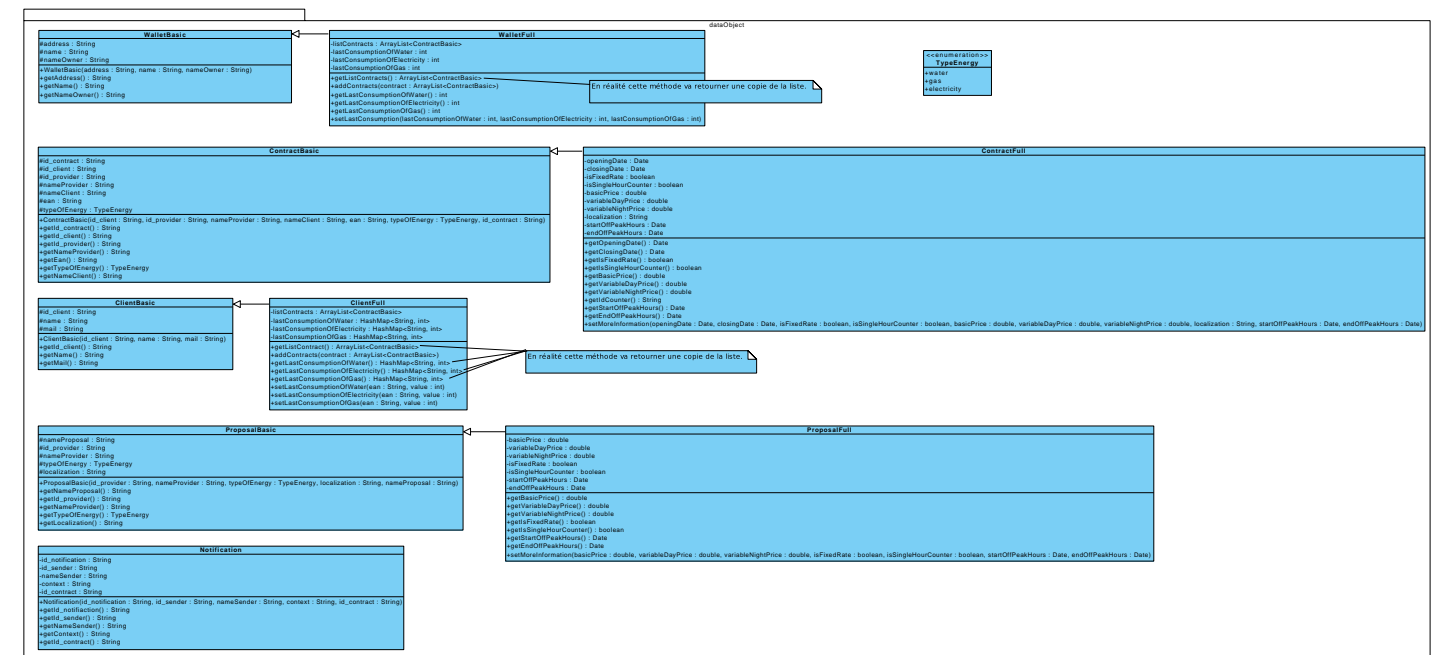 dataObject
WalletBasic
#address : String
#name : String
#nameOwner : String
+WalletBasic(address : String, name : String, nameOwner : String)
+getAddress() : String
+getName() : String
+getNameOwner() : String
WalletFull
-listContracts : ArrayList<ContractBasic>
-lastConsumptionOfWater : int
-lastConsumptionOfElectricity : int
-lastConsumptionOfGas : int
+getListContracts() : ArrayList<ContractBasic>
+addContracts(contract : ArrayList<ContractBasic>)
+getLastConsumptionOfWater() : int
+getLastConsumptionOfElectricity() : int
+getLastConsumptionOfGas() : int
+setLastConsumption(lastConsumptionOfWater : int, lastConsumptionOfElectricity : int, lastConsumptionOfGas : int)
En réalité cette méthode va retourner une copie de la liste.
<<enumeration>>
TypeEnergy
+water
+gas
+electricity
ContractBasic
#id_contract : String
#id_client : String
#id_provider : String
#nameProvider : String
#nameClient : String
#ean : String
#typeOfEnergy : TypeEnergy
+ContractBasic(id_client : String, id_provider : String, nameProvider : String, nameClient : String, ean : String, typeOfEnergy : TypeEnergy, id_contract : String)
+getId_contract() : String
+getId_client() : String
+getId_provider() : String
+getNameProvider() : String
+getEan() : String
+getTypeOfEnergy() : TypeEnergy
+getNameClient() : String
ContractFull
-openingDate : Date
-closingDate : Date
-isFixedRate : boolean
-isSingleHourCounter : boolean
-basicPrice : double
-variableDayPrice : double
-variableNightPrice : double
-localization : String
-startOffPeakHours : Date
-endOffPeakHours : Date
+getOpeningDate() : Date
+getClosingDate() : Date
+getIsFixedRate() : boolean
+getIsSingleHourCounter() : boolean
+getBasicPrice() : double
+getVariableDayPrice() : double
+getVariableNightPrice() : double
+getIdCounter() : String
+getStartOffPeakHours() : Date
+getEndOffPeakHours() : Date
+setMoreInformation(openingDate : Date, closingDate : Date, isFixedRate : boolean, isSingleHourCounter : boolean, basicPrice : double, variableDayPrice : double, variableNightPrice : double, localization : String, startOffPeakHours : Date, endOffPeakHours : Date)
ClientBasic
#id_client : String
#name : String
#mail : String
+ClientBasic(id_client : String, name : String, mail : String)
+getId_client() : String
+getName() : String
+getMail() : String
ClientFull
-listContracts : ArrayList<ContractBasic>
-lastConsumptionOfWater : HashMap<String, int>
-lastConsumptionOfElectricity : HashMap<String, int>
-lastConsumptionOfGas : HashMap<String, int>
+getListContract() : ArrayList<ContractBasic>
+addContracts(contract : ArrayList<ContractBasic>)
+getLastConsumptionOfWater() : HashMap<String, int>
+getLastConsumptionOfElectricity() : HashMap<String, int>
+getLastConsumptionOfGas() : HashMap<String, int>
+setLastConsumptionOfWater(ean : String, value : int)
+setLastConsumptionOfElectricity(ean : String, value : int)
+setLastConsumptionOfGas(ean : String, value : int)
En réalité cette méthode va retourner une copie de la liste.
ProposalBasic
#nameProposal : String
#id_provider : String
#nameProvider : String
#typeOfEnergy : TypeEnergy
#localization : String
+ProposalBasic(id_provider : String, nameProvider : String, typeOfEnergy : TypeEnergy, localization : String, nameProposal : String)
+getNameProposal() : String
+getId_provider() : String
+getNameProvider() : String
+getTypeOfEnergy() : TypeEnergy
+getLocalization() : String
ProposalFull
-basicPrice : double
-variableDayPrice : double
-variableNightPrice : double
-isFixedRate : boolean
-isSingleHourCounter : boolean
-startOffPeakHours : Date
-endOffPeakHours : Date
+getBasicPrice() : double
+getVariableDayPrice() : double
+getVariableNightPrice() : double
+getIsFixedRate() : boolean
+getIsSingleHourCounter() : boolean
+getStartOffPeakHours() : Date
+getEndOffPeakHours() : Date
+setMoreInformation(basicPrice : double, variableDayPrice : double, variableNightPrice : double, isFixedRate : boolean, isSingleHourCounter : boolean, startOffPeakHours : Date, endOffPeakHours : Date)
Notification
-id_notification : String
-id_sender : String
-nameSender : String
-context : String
-id_contract : String
+Notification(id_notification : String, id_sender : String, nameSender : String, context : String, id_contract : String)
+getId_notifiaction() : String
+getId_sender() : String
+getNameSender() : String
+getContext() : String
+getId_contract() : String